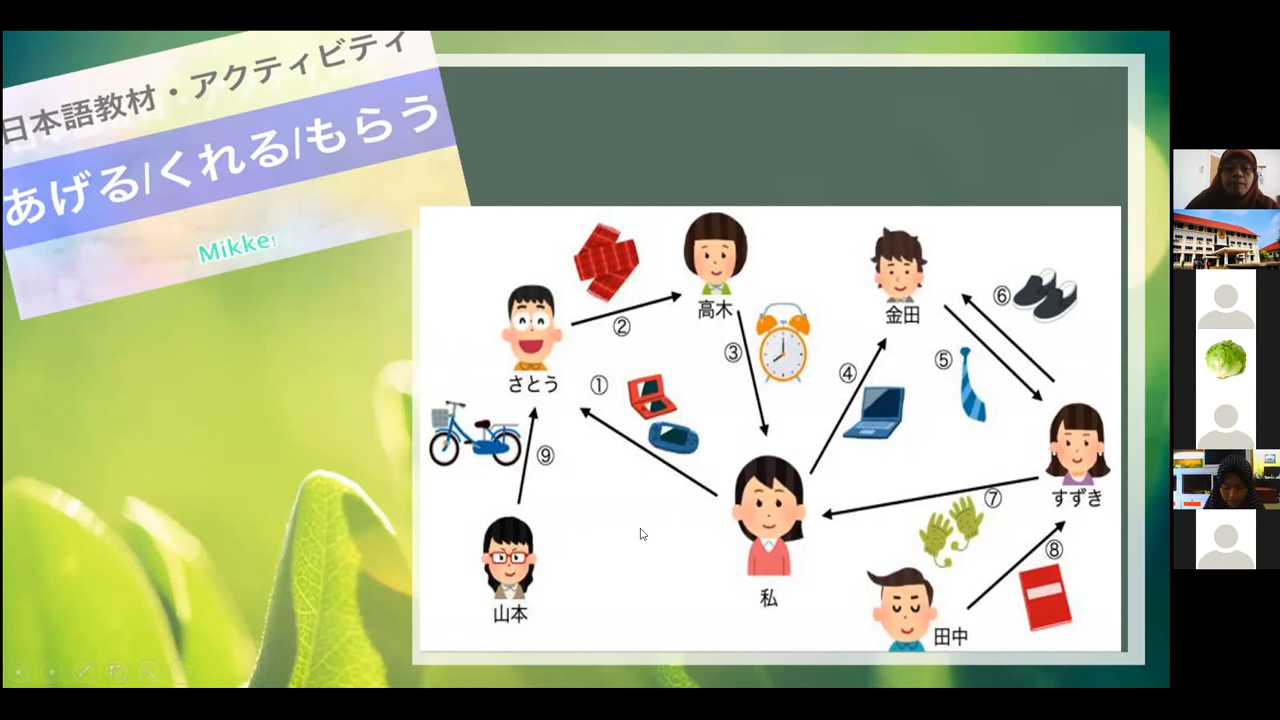 日本語教材・アクティビティ
あげる/くれる/もらう
Mikke!
②
高木
金田
⑥
さとう
①
③
④
⑤
⑨
⑦
すずき
私
⑧
山本
田中